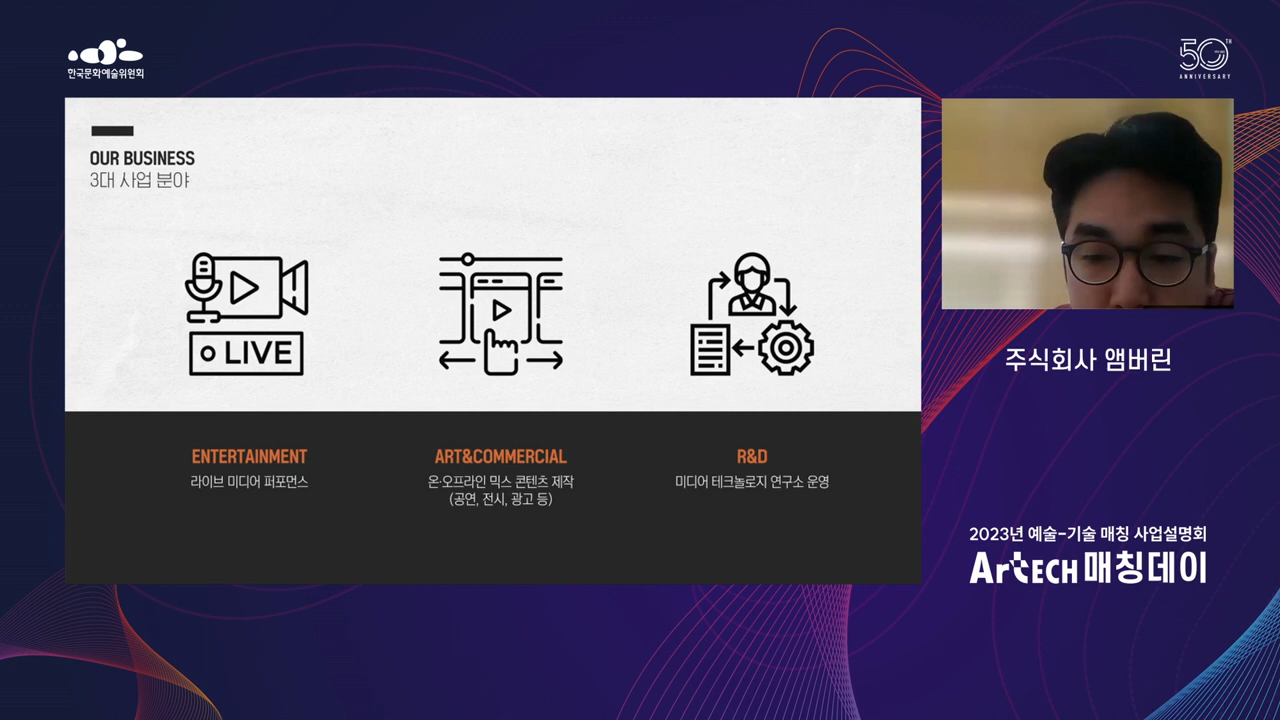 한국문화예술위원회
50TH
ANNIVERSARY
OUR BUSINESS
3대 사업 분야
LIVE
ENTERTAINMENT
라이브 미디어 퍼포먼스
ART&COMMERCIAL
온·오프라인 믹스 콘텐츠 제작
(공연, 전시, 광고 등)
R&D
미디어 테크놀로지 연구소 운영
주식회사 앰버린
2023년 예술-기술 매칭 사업설명회
ArtECH 매칭데이